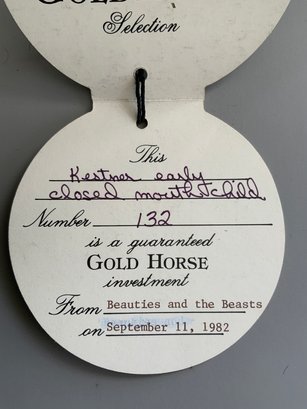 Selection
This
Kestner early
closed mouth child
Number 132
is a guaranteed
GOLD HORSE
investment
From Beauties and the Beasts
on September 11, 1982